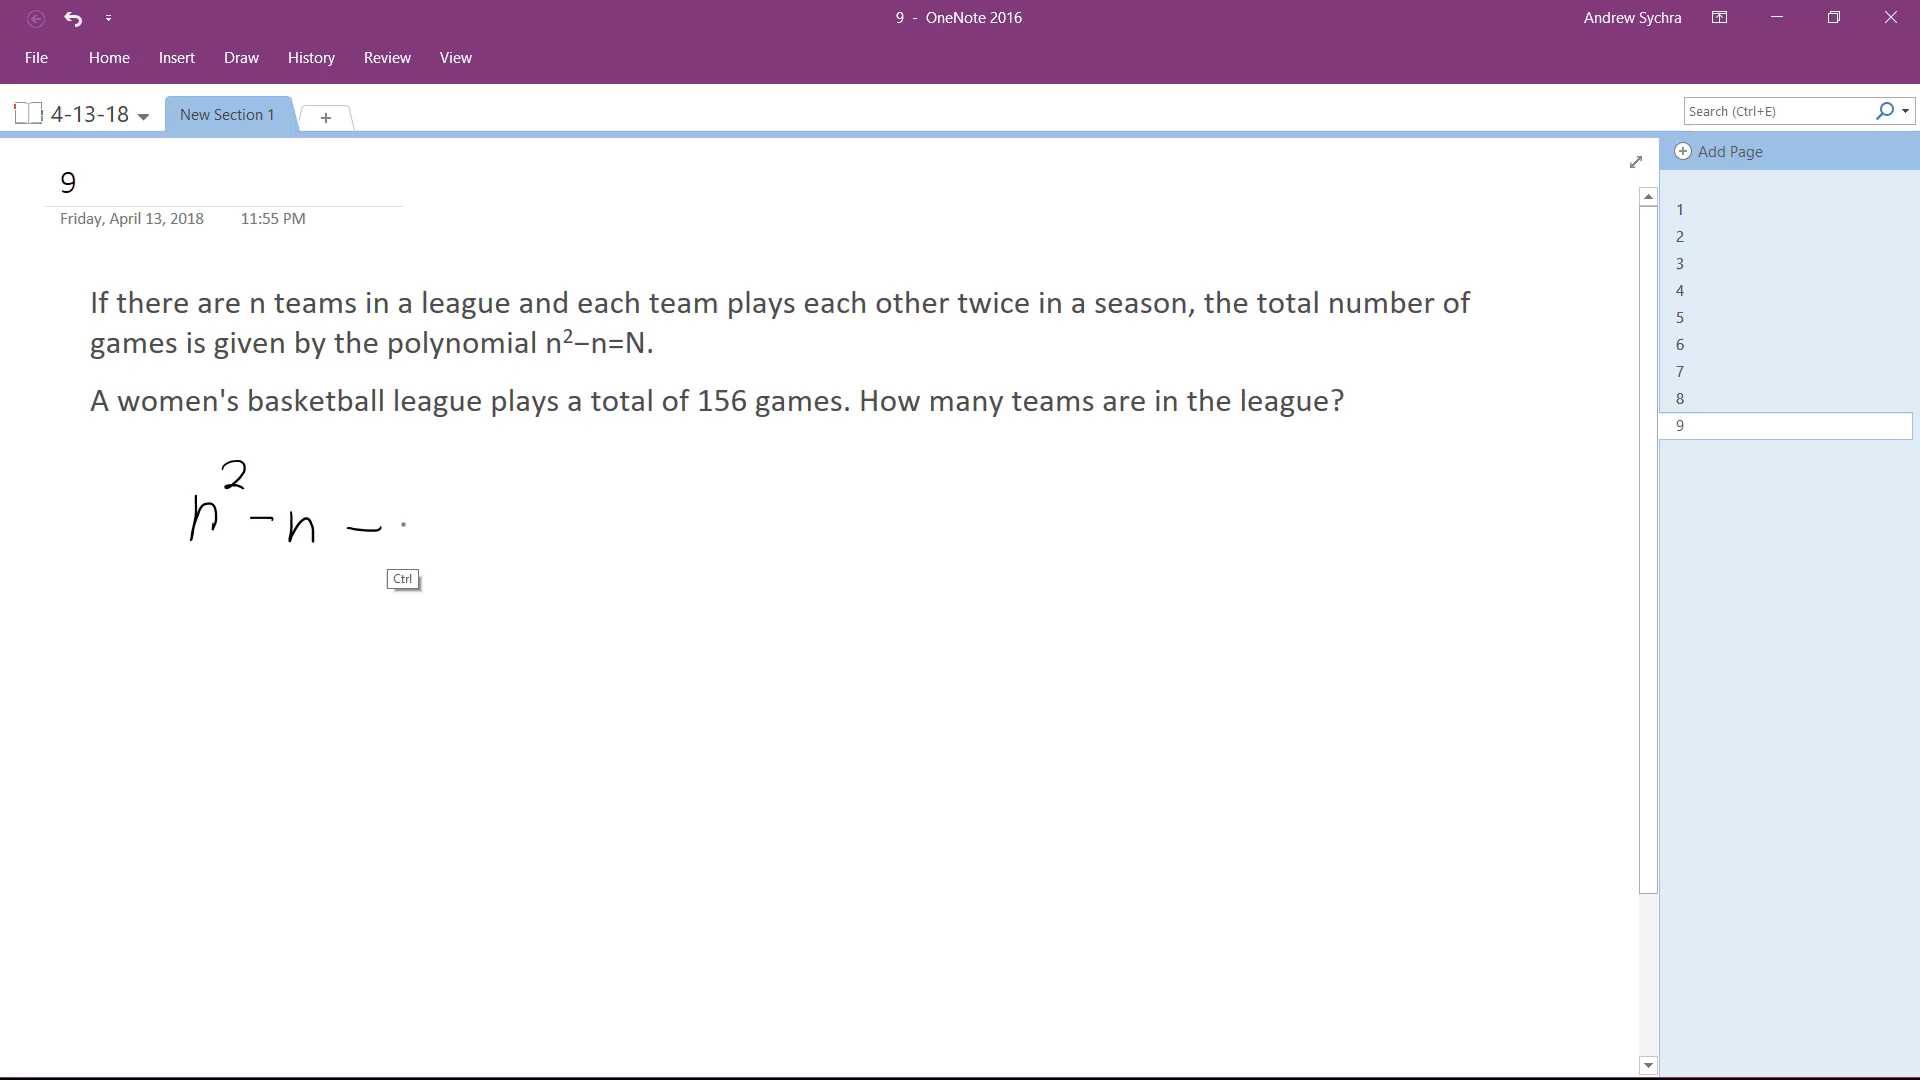 9 - OneNote 2016
Andrew Sychra
File Home Insert Draw History Review View
4-13-18
New Section 1
+
Search (Ctrl+E)
Add Page
9
Friday, April 13, 2018 11:55 PM
If there are n teams in a league and each team plays each other twice in a season, the total number of
games is given by the polynomial n²−n=N.
A women's basketball league plays a total of 156 games. How many teams are in the league?
n² - n -
Ctrl
1
2
3
4
5
6
7
8
9